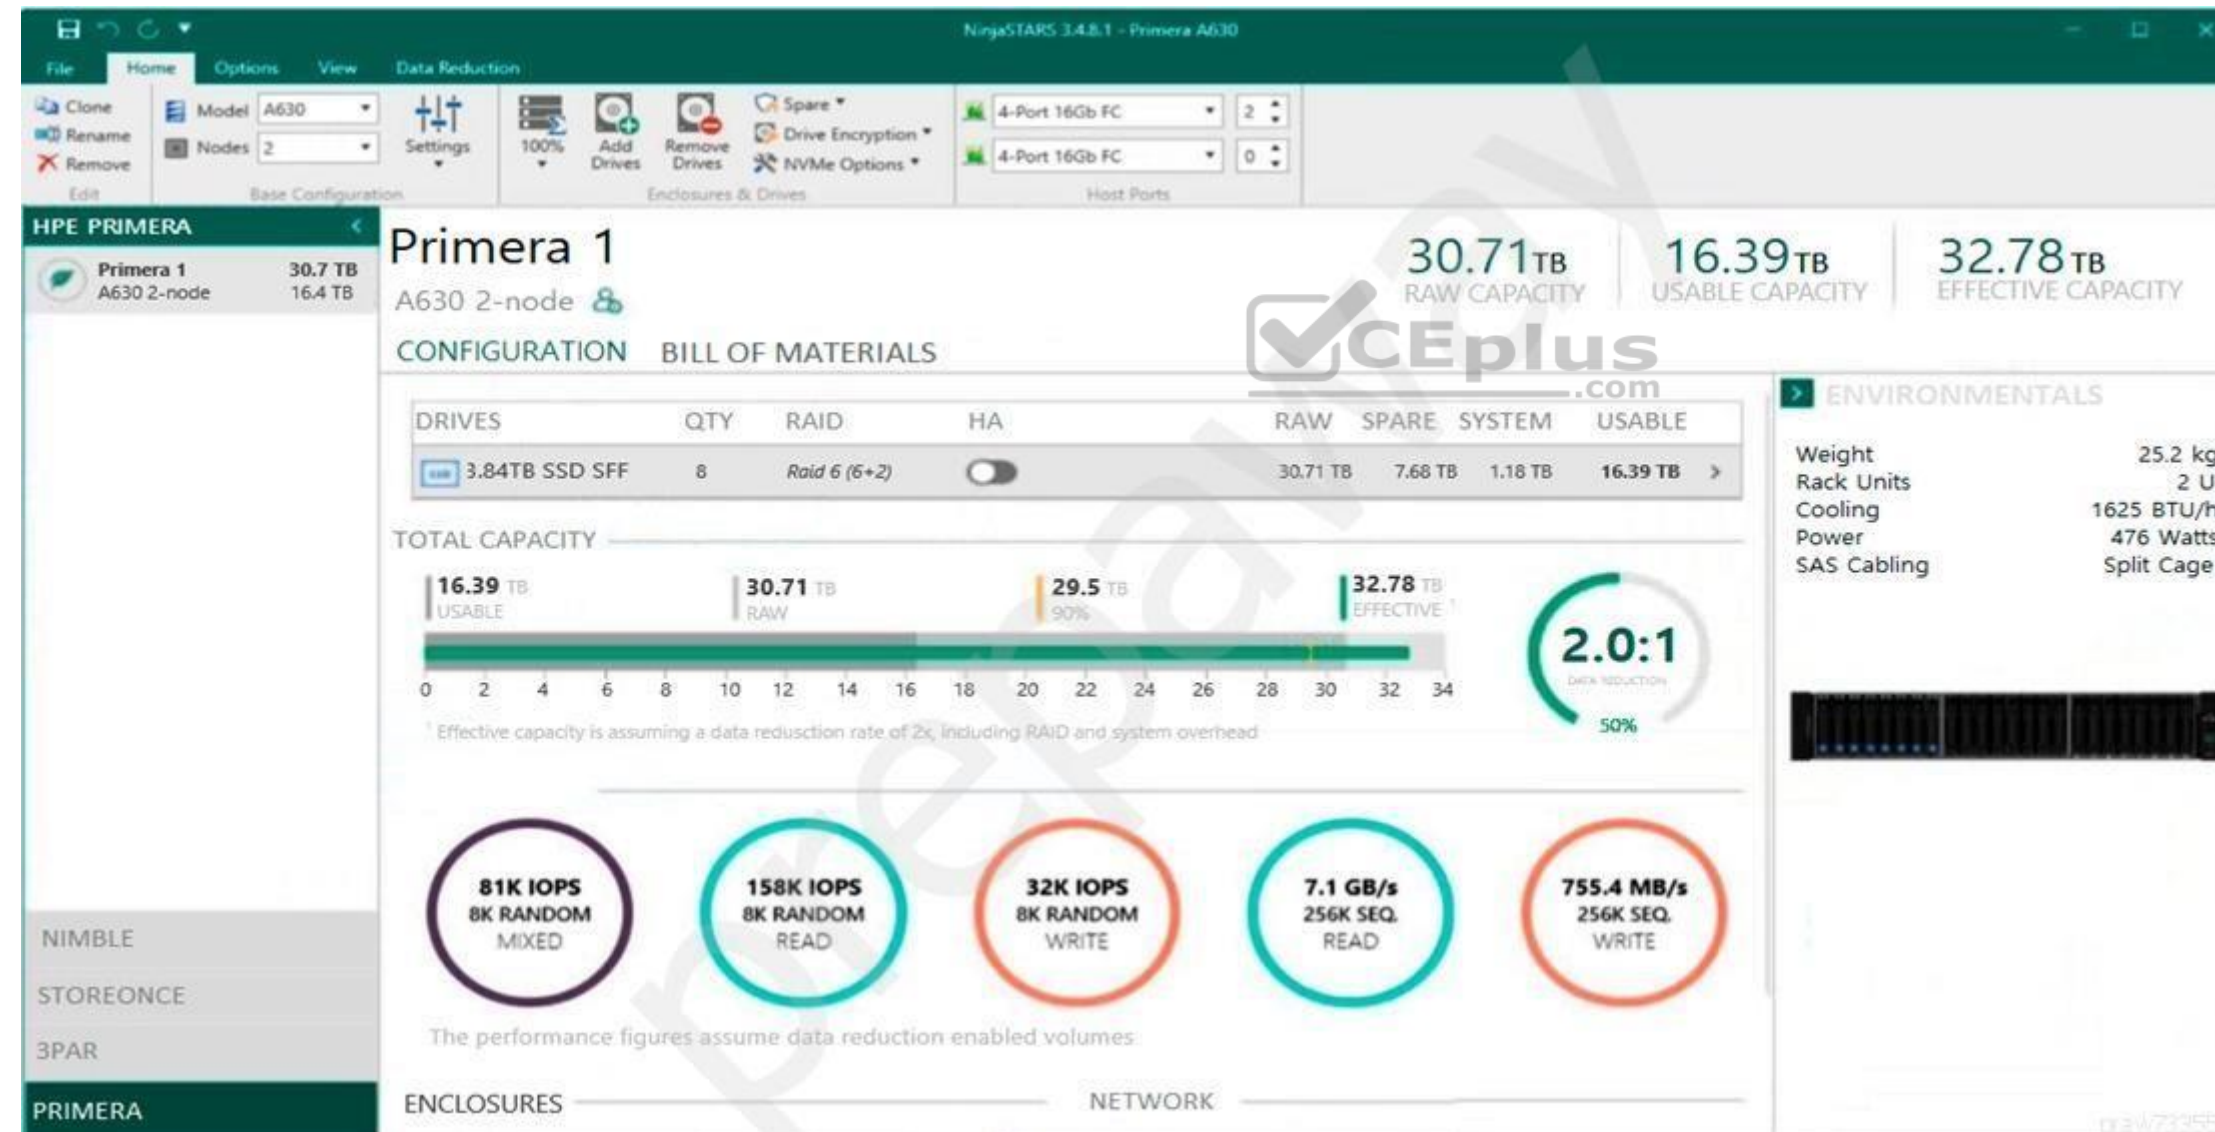 NinjaSTARS 3.4.8.1 - Primera A630
File Home Options View Data Reduction
Clone
Rename
Remove
Edit
Model A630
Nodes 2
Settings
Base Configuration
100%
Add Drives
Remove Drives
Spare
Drive Encryption
NVMe Options
Enclosures & Drives
4-Port 16Gb FC 2
4-Port 16Gb FC 0
Host Ports
HPE PRIMERA
Primera 1 30.7 TB
A630 2-node 16.4 TB
NIMBLE
STOREONCE
3PAR
PRIMERA
Primera 1
A630 2-node
30.71 TB
RAW CAPACITY
16.39 TB
USABLE CAPACITY
32.78 TB
EFFECTIVE CAPACITY
CONFIGURATION BILL OF MATERIALS
CEplus
.com
DRIVES QTY RAID HA RAW SPARE SYSTEM USABLE
3.84TB SSD SFF 8 Raid 6 (6+2) 30.71 TB 7.68 TB 1.18 TB 16.39 TB
TOTAL CAPACITY
16.39 TB
USABLE
30.71 TB
RAW
29.5 TB
90%
32.78 TB
EFFECTIVE 1
0 2 4 6 8 10 12 14 16 18 20 22 24 26 28 30 32 34
1 Effective capacity is assuming a data redusction rate of 2x, including RAID and system overhead
2.0:1
DATA REDUCTION
50%
81K IOPS
8K RANDOM
MIXED
158K IOPS
8K RANDOM
READ
32K IOPS
8K RANDOM
WRITE
7.1 GB/s
256K SEQ.
READ
755.4 MB/s
256K SEQ.
WRITE
The performance figures assume data reduction enabled volumes
ENCLOSURES NETWORK
ENVIRONMENTALS
Weight 25.2 kg
Rack Units 2 U
Cooling 1625 BTU/h
Power 476 Watts
SAS Cabling Split Cage
prepaway